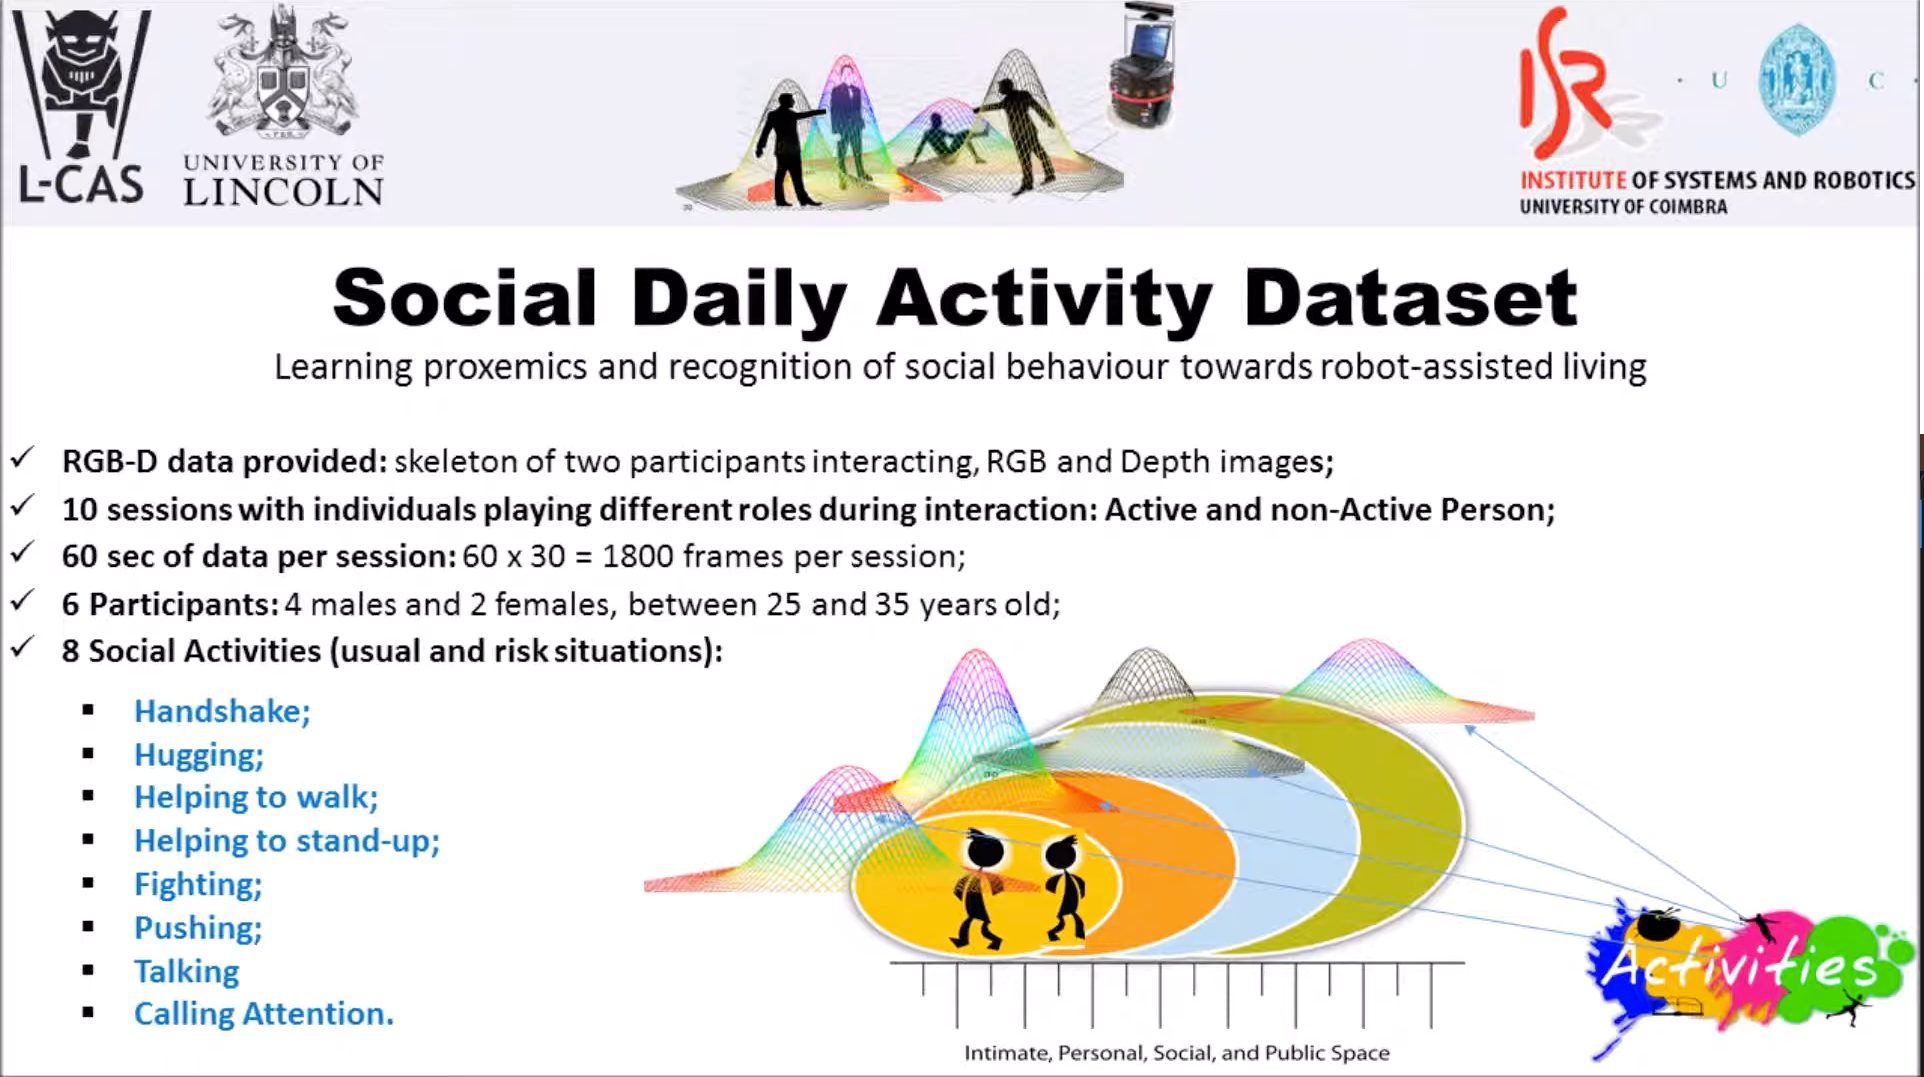 L-CAS
UNIVERSITY OF
LINCOLN
ISR
INSTITUTE OF SYSTEMS AND ROBOTICS
UNIVERSITY OF COIMBRA
· U C ·
Social Daily Activity Dataset
Learning proxemics and recognition of social behaviour towards robot-assisted living
✓ RGB-D data provided: skeleton of two participants interacting, RGB and Depth images;
✓ 10 sessions with individuals playing different roles during interaction: Active and non-Active Person;
✓ 60 sec of data per session: 60 x 30 = 1800 frames per session;
✓ 6 Participants: 4 males and 2 females, between 25 and 35 years old;
✓ 8 Social Activities (usual and risk situations):
▪ Handshake;
▪ Hugging;
▪ Helping to walk;
▪ Helping to stand-up;
▪ Fighting;
▪ Pushing;
▪ Talking
▪ Calling Attention.
Activities
Intimate, Personal, Social, and Public Space